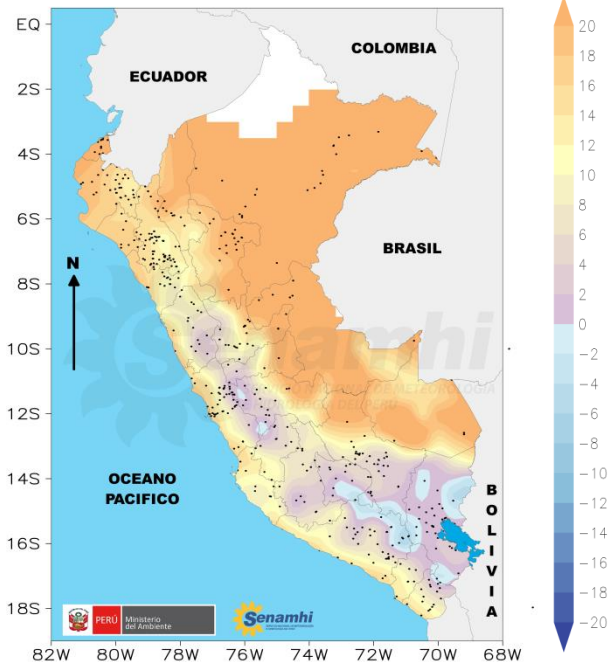 EQ
2S
4S
6S
8S
10S
12S
14S
16S
18S
COLOMBIA
ECUADOR
BRASIL
N
OCEANO
PACIFICO
BOLIVIA
Senamhi
PERÚ Ministerio
del Ambiente
Senamhi
82W 80W 78W 76W 74W 72W 70W 68W
20
18
16
14
12
10
8
6
4
2
0
−2
−4
−6
−8
−10
−12
−14
−16
−18
−20